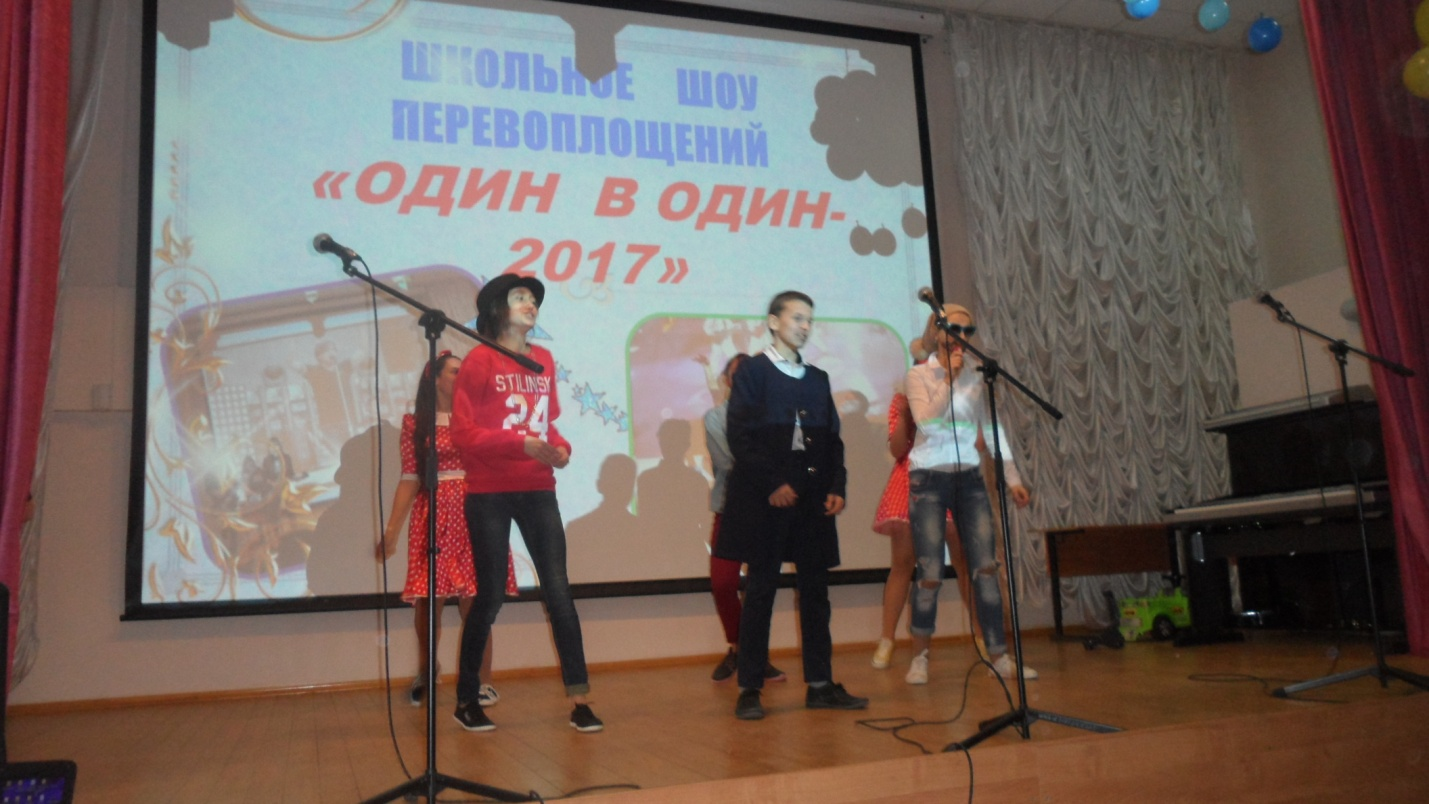 ШКОЛЬНОЕ ШОУ
ПЕРЕВОПЛОЩЕНИЙ
«ОДИН В ОДИН-
2017»
STILINSKI
24